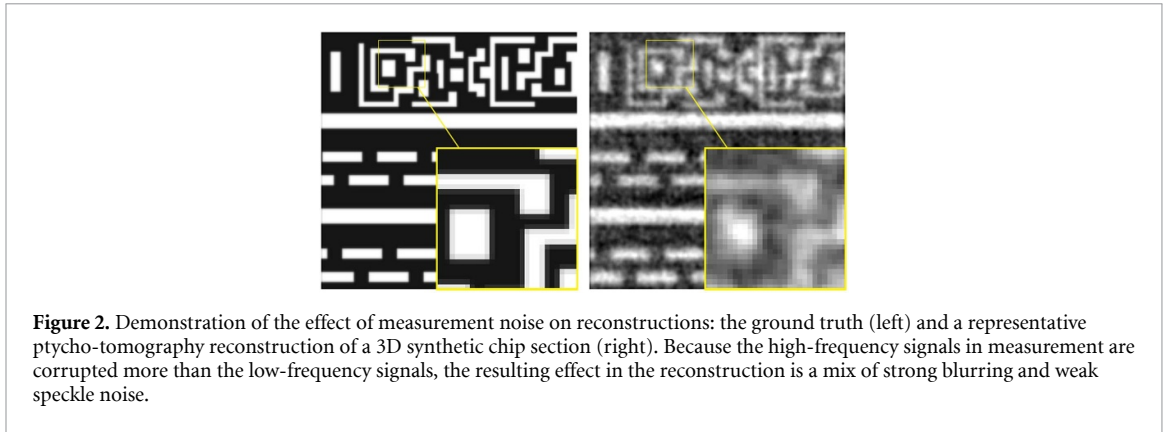 Figure 2. Demonstration of the effect of measurement noise on reconstructions: the ground truth (left) and a representative
ptycho-tomography reconstruction of a 3D synthetic chip section (right). Because the high-frequency signals in measurement are
corrupted more than the low-frequency signals, the resulting effect in the reconstruction is a mix of strong blurring and weak
speckle noise.